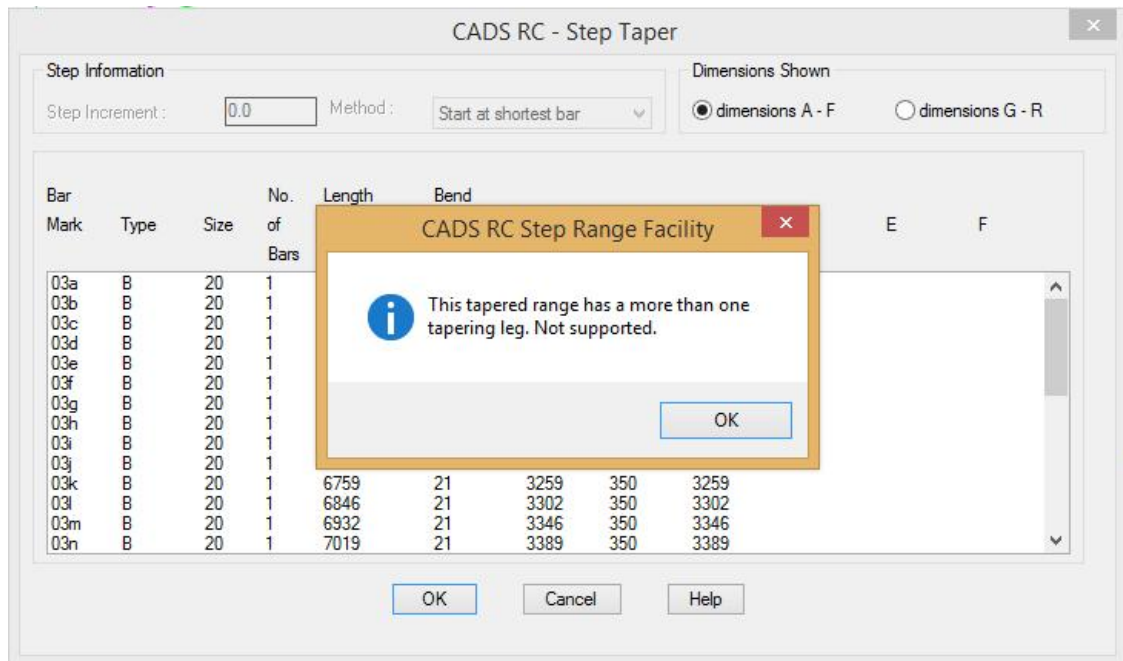 CADS RC - Step Taper
Step Information
Dimensions Shown
Step Increment : 0.0 Method : Start at shortest bar
dimensions A - F dimensions G - R
Bar No. Length Bend
Mark Type Size of E F
Bars
CADS RC Step Range Facility
This tapered range has a more than one
tapering leg. Not supported.
OK
03a B 20 1
03b B 20 1
03c B 20 1
03d B 20 1
03e B 20 1
03f B 20 1
03g B 20 1
03h B 20 1
03i B 20 1
03j B 20 1
03k B 20 1 6759 21 3259 350 3259
03l B 20 1 6846 21 3302 350 3302
03m B 20 1 6932 21 3346 350 3346
03n B 20 1 7019 21 3389 350 3389
OK Cancel Help